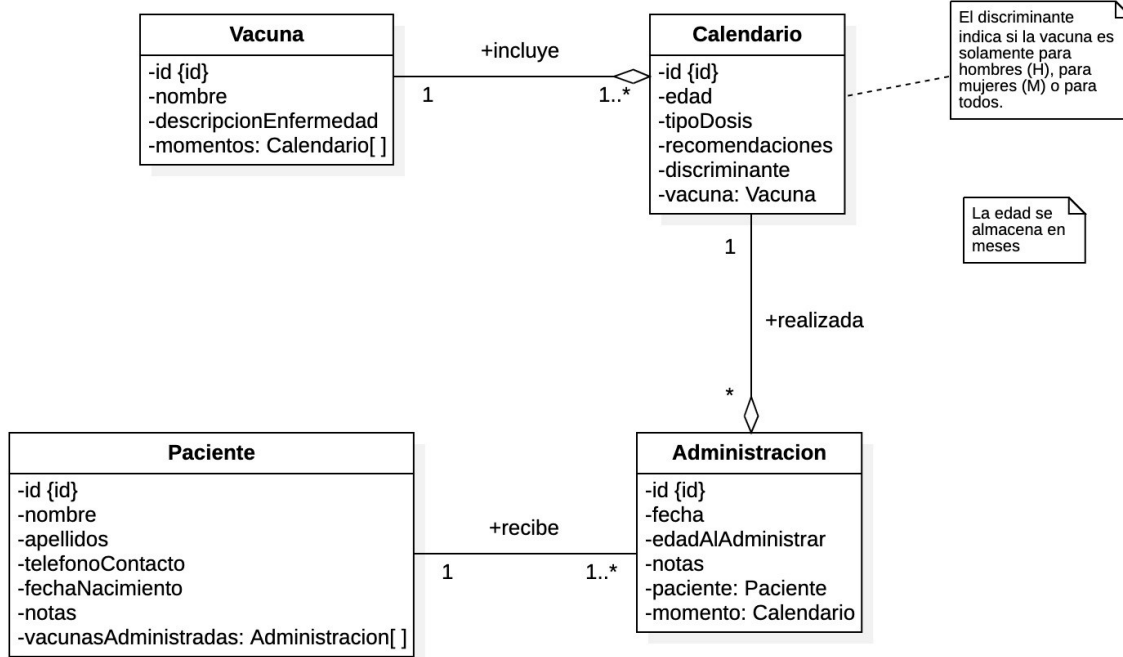 Vacuna
-id {id}
-nombre
-descripcionEnfermedad
-momentos: Calendario[ ]
+incluye
1
1..*
Calendario
-id {id}
-edad
-tipoDosis
-recomendaciones
-discriminante
-vacuna: Vacuna
El discriminante
indica si la vacuna es
solamente para
hombres (H), para
mujeres (M) o para
todos.
La edad se
almacena en
meses
1
+realizada
*
Paciente
-id {id}
-nombre
-apellidos
-telefonoContacto
-fechaNacimiento
-notas
-vacunasAdministradas: Administracion[ ]
+recibe
1
1..*
Administracion
-id {id}
-fecha
-edadAlAdministrar
-notas
-paciente: Paciente
-momento: Calendario